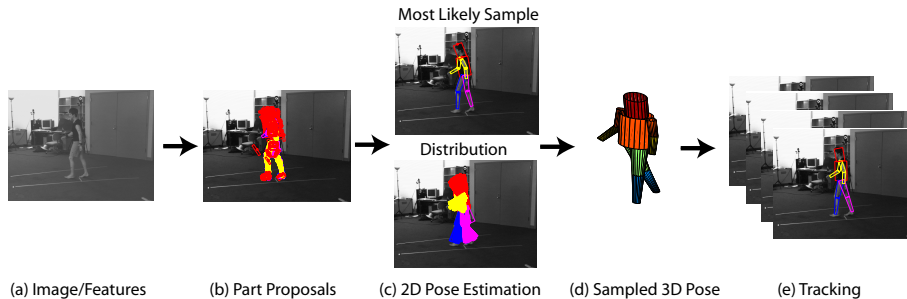 Most Likely Sample
Distribution
(a) Image/Features
(b) Part Proposals
(c) 2D Pose Estimation
(d) Sampled 3D Pose
(e) Tracking